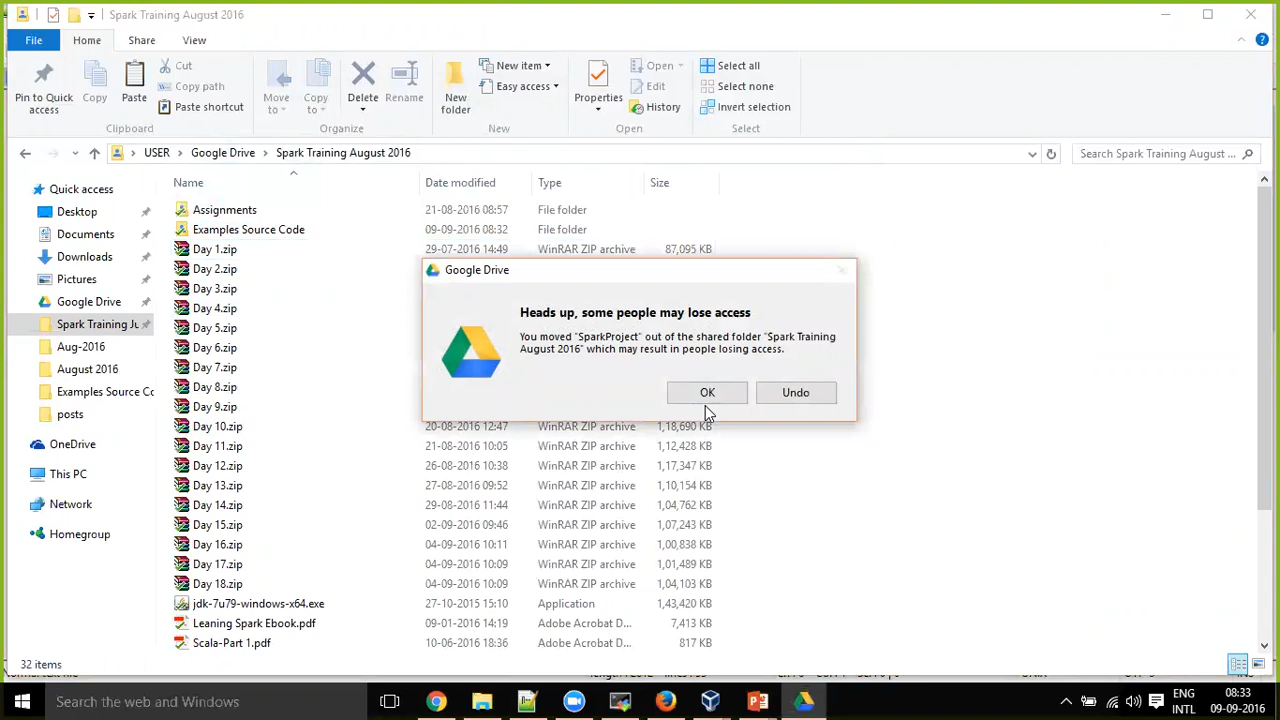 Spark Training August 2016
File Home Share View
Pin to Quick access
Copy
Paste
Cut
Copy path
Paste shortcut
Clipboard
Move to
Copy to
Delete
Rename
Organize
New folder
New item
Easy access
New
Properties
Open
Edit
History
Open
Select all
Select none
Invert selection
Select
USER Google Drive Spark Training August 2016
Search Spark Training August ...
Quick access
Desktop
Documents
Downloads
Pictures
Google Drive
Spark Training Ju
Aug-2016
August 2016
Examples Source Cc
posts
OneDrive
This PC
Network
Homegroup
Name Date modified Type Size
Assignments 21-08-2016 08:57 File folder
Examples Source Code 09-09-2016 08:32 File folder
Day 1.zip 29-07-2016 14:49 WinRAR ZIP archive 87,095 KB
Day 2.zip
Day 3.zip
Day 4.zip
Day 5.zip
Day 6.zip
Day 7.zip
Day 8.zip
Day 9.zip
Day 10.zip 20-08-2016 12:47 WinRAR ZIP archive 1,18,690 KB
Day 11.zip 21-08-2016 10:05 WinRAR ZIP archive 1,12,428 KB
Day 12.zip 26-08-2016 10:38 WinRAR ZIP archive 1,17,347 KB
Day 13.zip 27-08-2016 09:52 WinRAR ZIP archive 1,10,154 KB
Day 14.zip 29-08-2016 11:44 WinRAR ZIP archive 1,04,762 KB
Day 15.zip 02-09-2016 09:46 WinRAR ZIP archive 1,07,243 KB
Day 16.zip 04-09-2016 10:11 WinRAR ZIP archive 1,00,838 KB
Day 17.zip 04-09-2016 10:09 WinRAR ZIP archive 1,01,489 KB
Day 18.zip 04-09-2016 10:09 WinRAR ZIP archive 1,04,103 KB
jdk-7u79-windows-x64.exe 27-10-2015 15:10 Application 1,43,420 KB
Leaning Spark Ebook.pdf 09-01-2016 14:19 Adobe Acrobat D... 7,413 KB
Scala-Part 1.pdf 10-06-2016 18:36 Adobe Acrobat D... 817 KB
Google Drive
Heads up, some people may lose access
You moved "SparkProject" out of the shared folder "Spark Training
August 2016" which may result in people losing access.
OK Undo
32 items
Search the web and Windows
ENG
INTL
08:33
09-09-2016